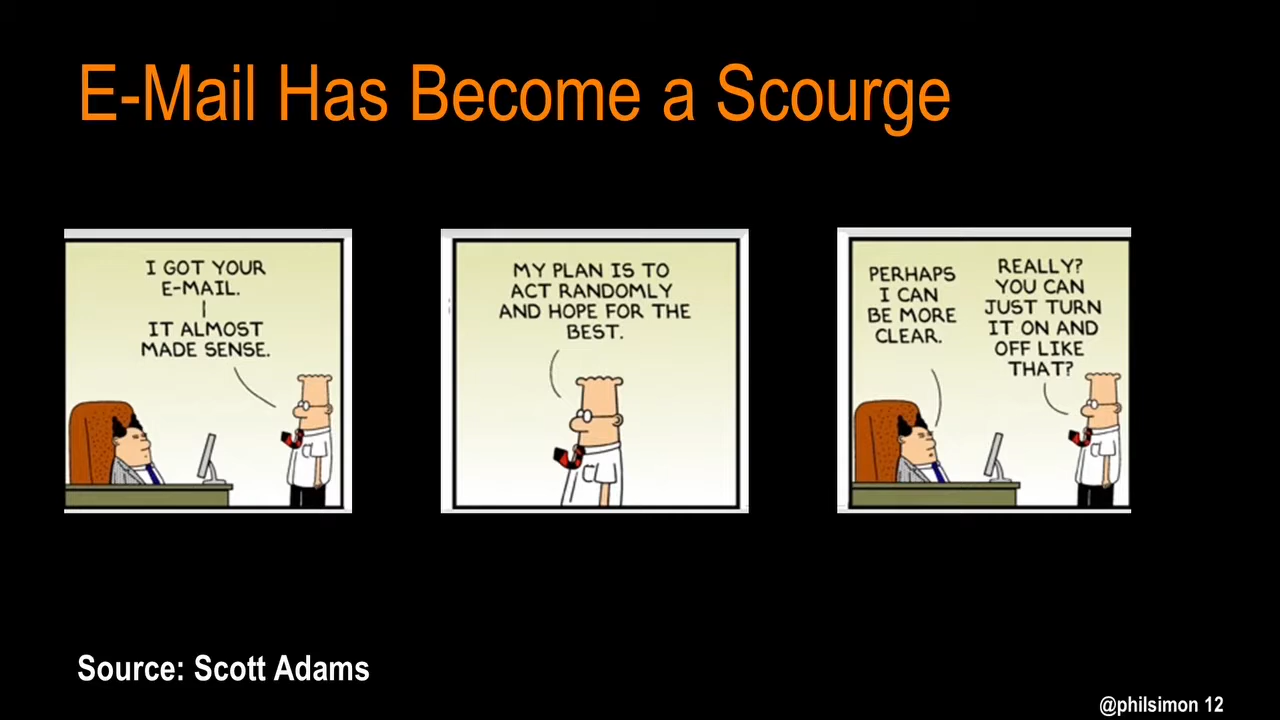 E-Mail Has Become a Scourge
I GOT YOUR
E-MAIL.
IT ALMOST
MADE SENSE.
MY PLAN IS TO
ACT RANDOMLY
AND HOPE FOR THE
BEST.
PERHAPS
I CAN
BE MORE
CLEAR.
REALLY?
YOU CAN
JUST TURN
IT ON AND
OFF LIKE
THAT?
Source: Scott Adams
@philsimon 12